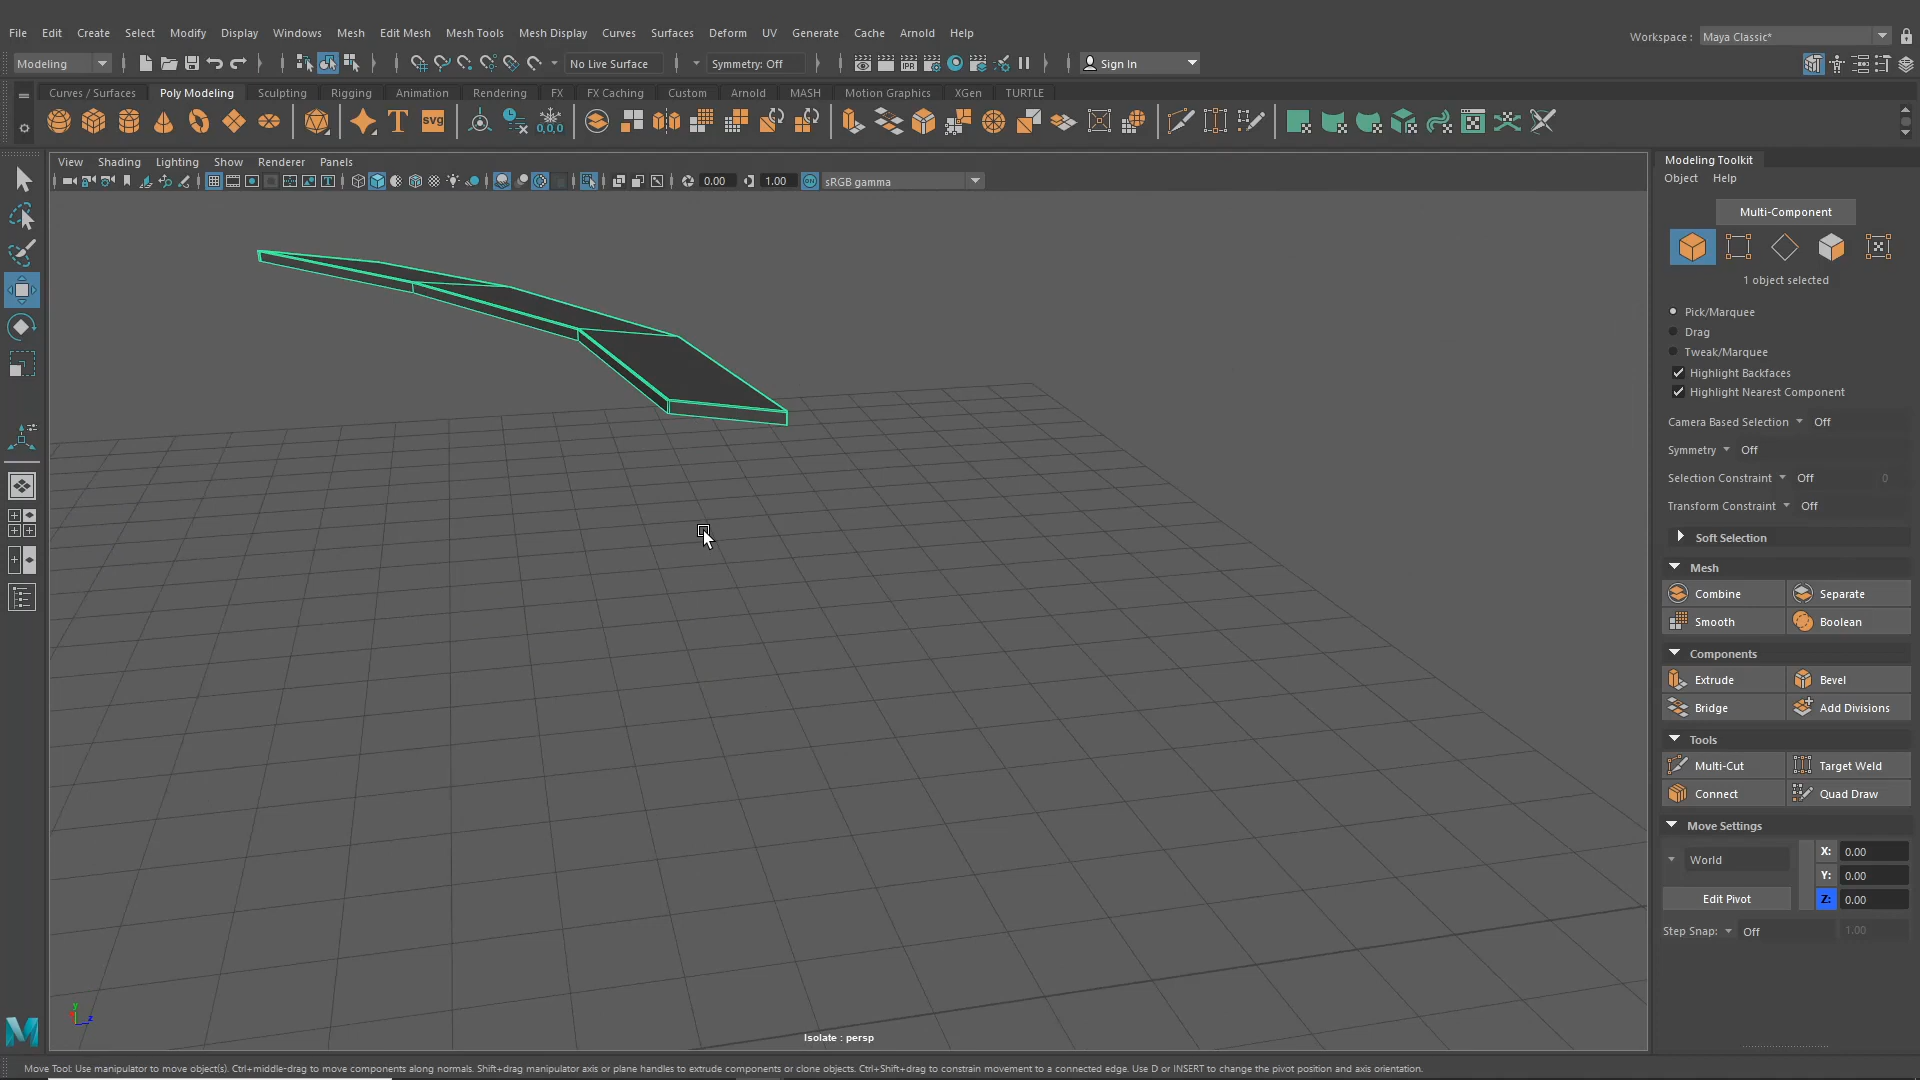 File Edit Create Select Modify Display Windows Mesh Edit Mesh Mesh Tools Mesh Display Curves Surfaces Deform UV Generate Cache Arnold Help
Workspace : Maya Classic*
Modeling No Live Surface Symmetry: Off Sign In
Curves / Surfaces Poly Modeling Sculpting Rigging Animation Rendering FX FX Caching Custom Arnold MASH Motion Graphics XGen TURTLE
T svg 0,0,0
View Shading Lighting Show Renderer Panels
0.00 1.00 ON sRGB gamma
Modeling Toolkit
Object Help
Multi-Component
1 object selected
Pick/Marquee
Drag
Tweak/Marquee
Highlight Backfaces
Highlight Nearest Component
Camera Based Selection Off
Symmetry Off
Selection Constraint Off 0
Transform Constraint Off
Soft Selection
Mesh
Combine Separate
Smooth Boolean
Components
Extrude Bevel
Bridge Add Divisions
Tools
Multi-Cut Target Weld
Connect Quad Draw
Move Settings
World X: 0.00
Y: 0.00
Edit Pivot Z: 0.00
Step Snap: Off 1.00
y
z
Isolate : persp
M
Move Tool: Use manipulator to move object(s). Ctrl+middle-drag to move components along normals. Shift+drag manipulator axis or plane handles to extrude components or clone objects. Ctrl+Shift+drag to constrain movement to a connected edge. Use D or INSERT to change the pivot position and axis orientation.